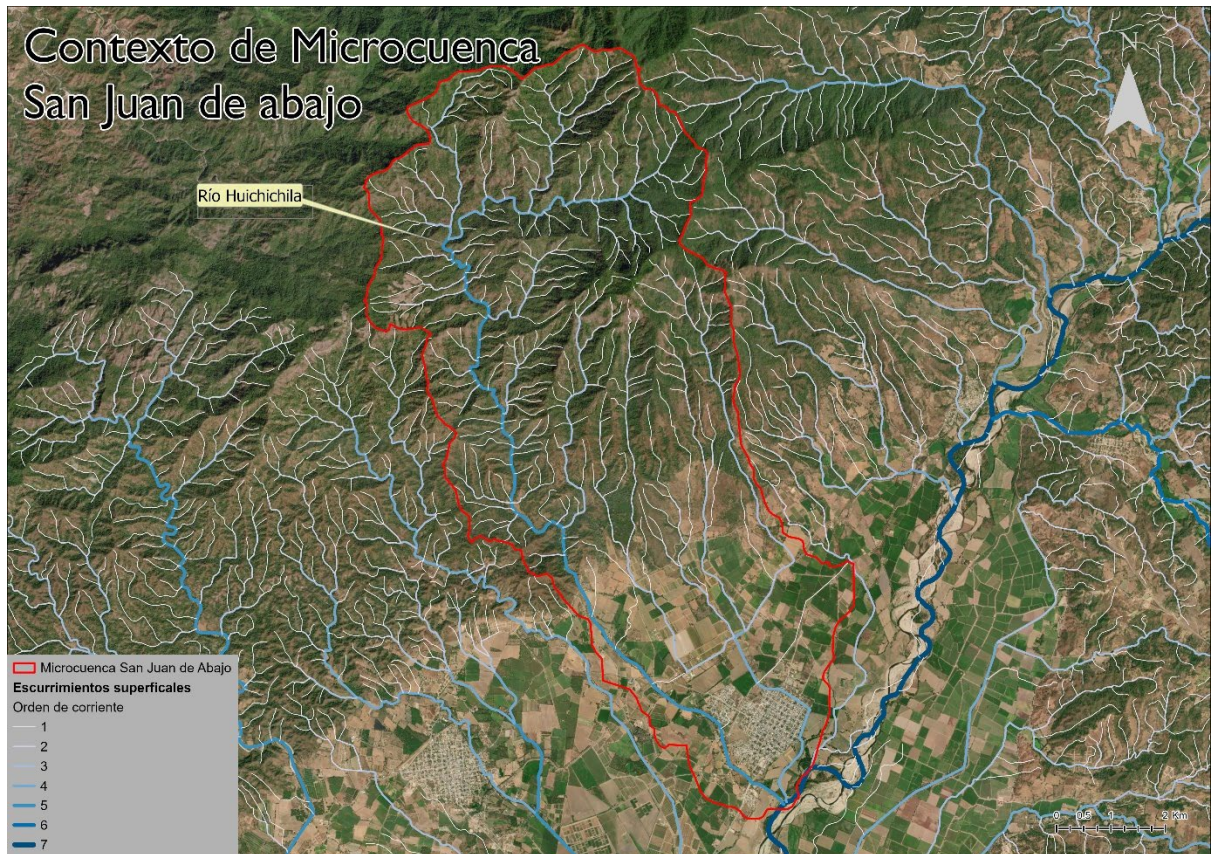 Contexto de Microcuenca
San Juan de abajo
N
Río Huichichila
Microcuenca San Juan de Abajo
Escurrimientos superficales
Orden de corriente
1
2
3
4
5
6
7
0 0.5 1 2 Km